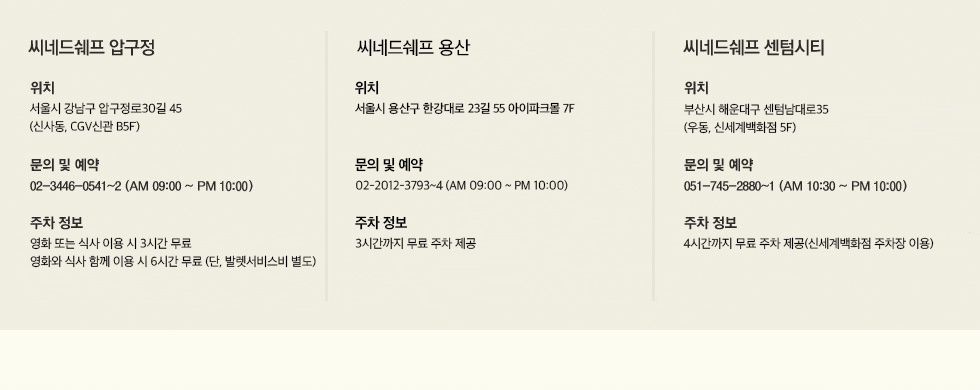 씨네드쉐프 압구정
위치
서울시 강남구 압구정로30길 45
(신사동, CGV신관 B5F)
문의 및 예약
02-3446-0541~2 (AM 09:00 ~ PM 10:00)
주차 정보
영화 또는 식사 이용 시 3시간 무료
영화와 식사 함께 이용 시 6시간 무료 (단, 발렛서비스비 별도)
씨네드쉐프 용산
위치
서울시 용산구 한강대로 23길 55 아이파크몰 7F
문의 및 예약
02-2012-3793~4 (AM 09:00 ~ PM 10:00)
주차 정보
3시간까지 무료 주차 제공
씨네드쉐프 센텀시티
위치
부산시 해운대구 센텀남대로35
(우동, 신세계백화점 5F)
문의 및 예약
051-745-2880~1 (AM 10:30 ~ PM 10:00)
주차 정보
4시간까지 무료 주차 제공(신세계백화점 주차장 이용)